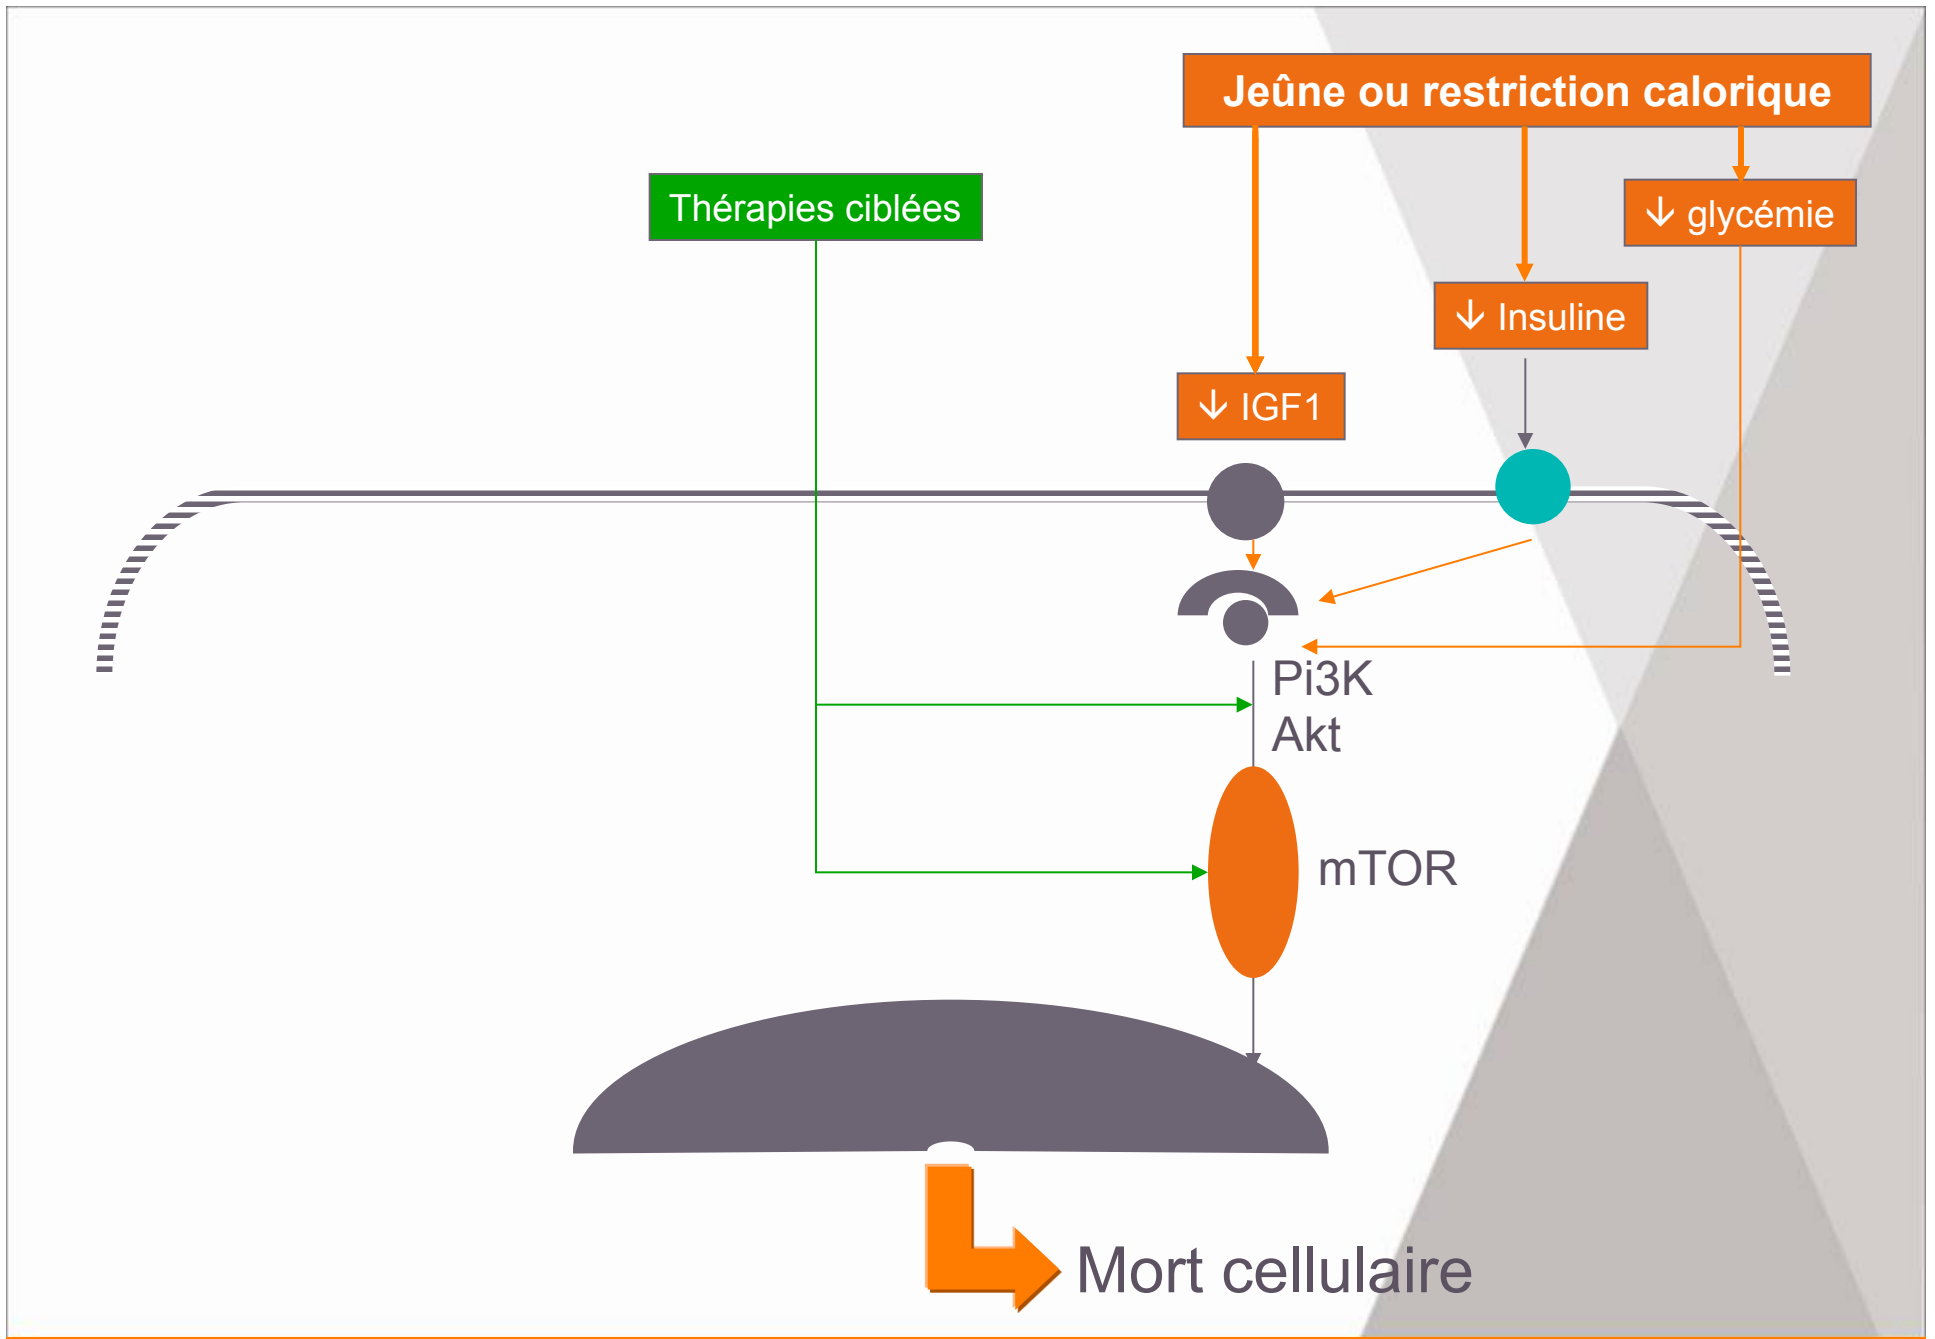 Jeûne ou restriction calorique
Thérapies ciblées
↓ glycémie
↓ Insuline
↓ IGF1
Pi3K
Akt
mTOR
Mort cellulaire